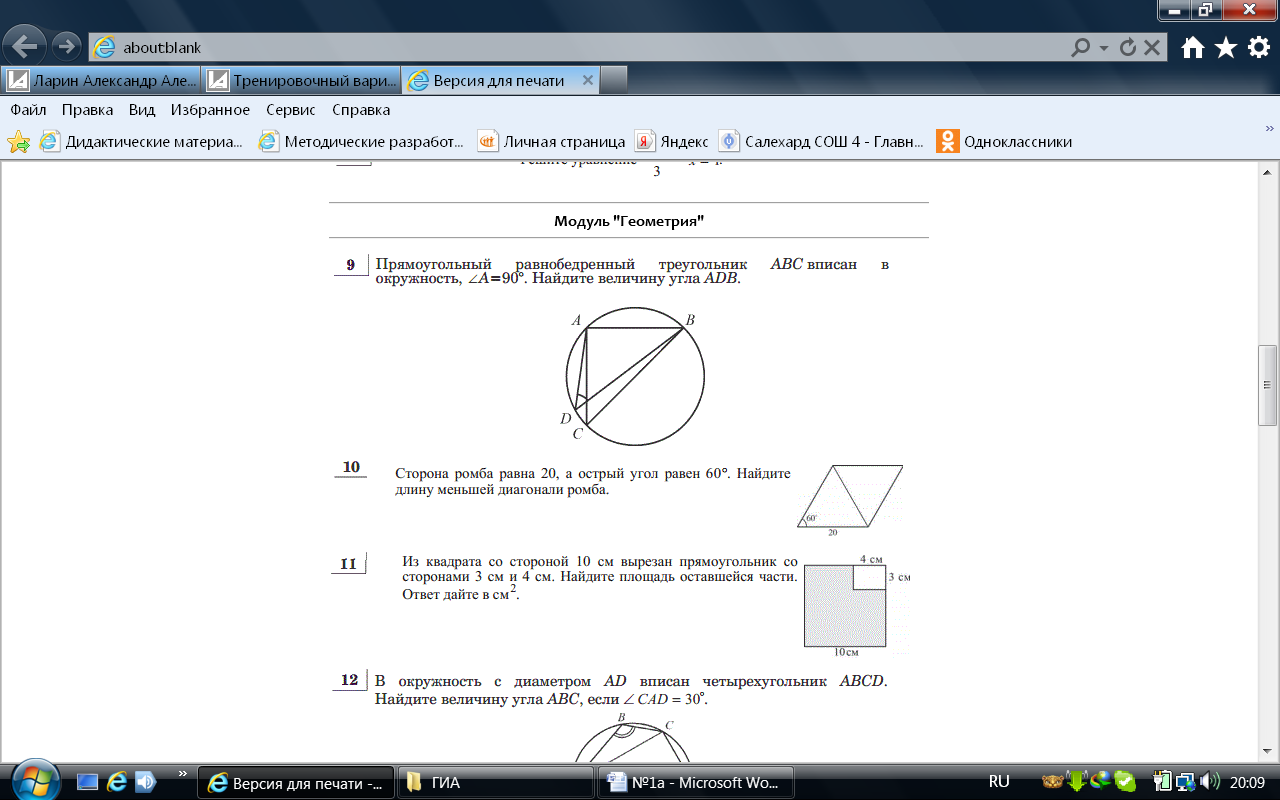 about:blank
Ларин Александр Але...
Тренировочный вари...
Версия для печати
Файл Правка Вид Избранное Сервис Справка
Дидактические материа... Методические разработ... Личная страница Яндекс Салехард СОШ 4 - Главн... Одноклассники
3
Модуль "Геометрия"
9 Прямоугольный равнобедренный треугольник ABC вписан в
окружность, ∠A=90°. Найдите величину угла ADB.
A B
D
C
10 Сторона ромба равна 20, а острый угол равен 60°. Найдите
длину меньшей диагонали ромба.
60°
20
11 Из квадрата со стороной 10 см вырезан прямоугольник со
сторонами 3 см и 4 см. Найдите площадь оставшейся части.
Ответ дайте в см².
4 см
3 см
10см
12 В окружность с диаметром AD вписан четырехугольник ABCD.
Найдите величину угла ABC, если ∠ CAD = 30°.
B C
Версия для печати -...
ГИА
№1а - Microsoft Wo...
RU
20:09